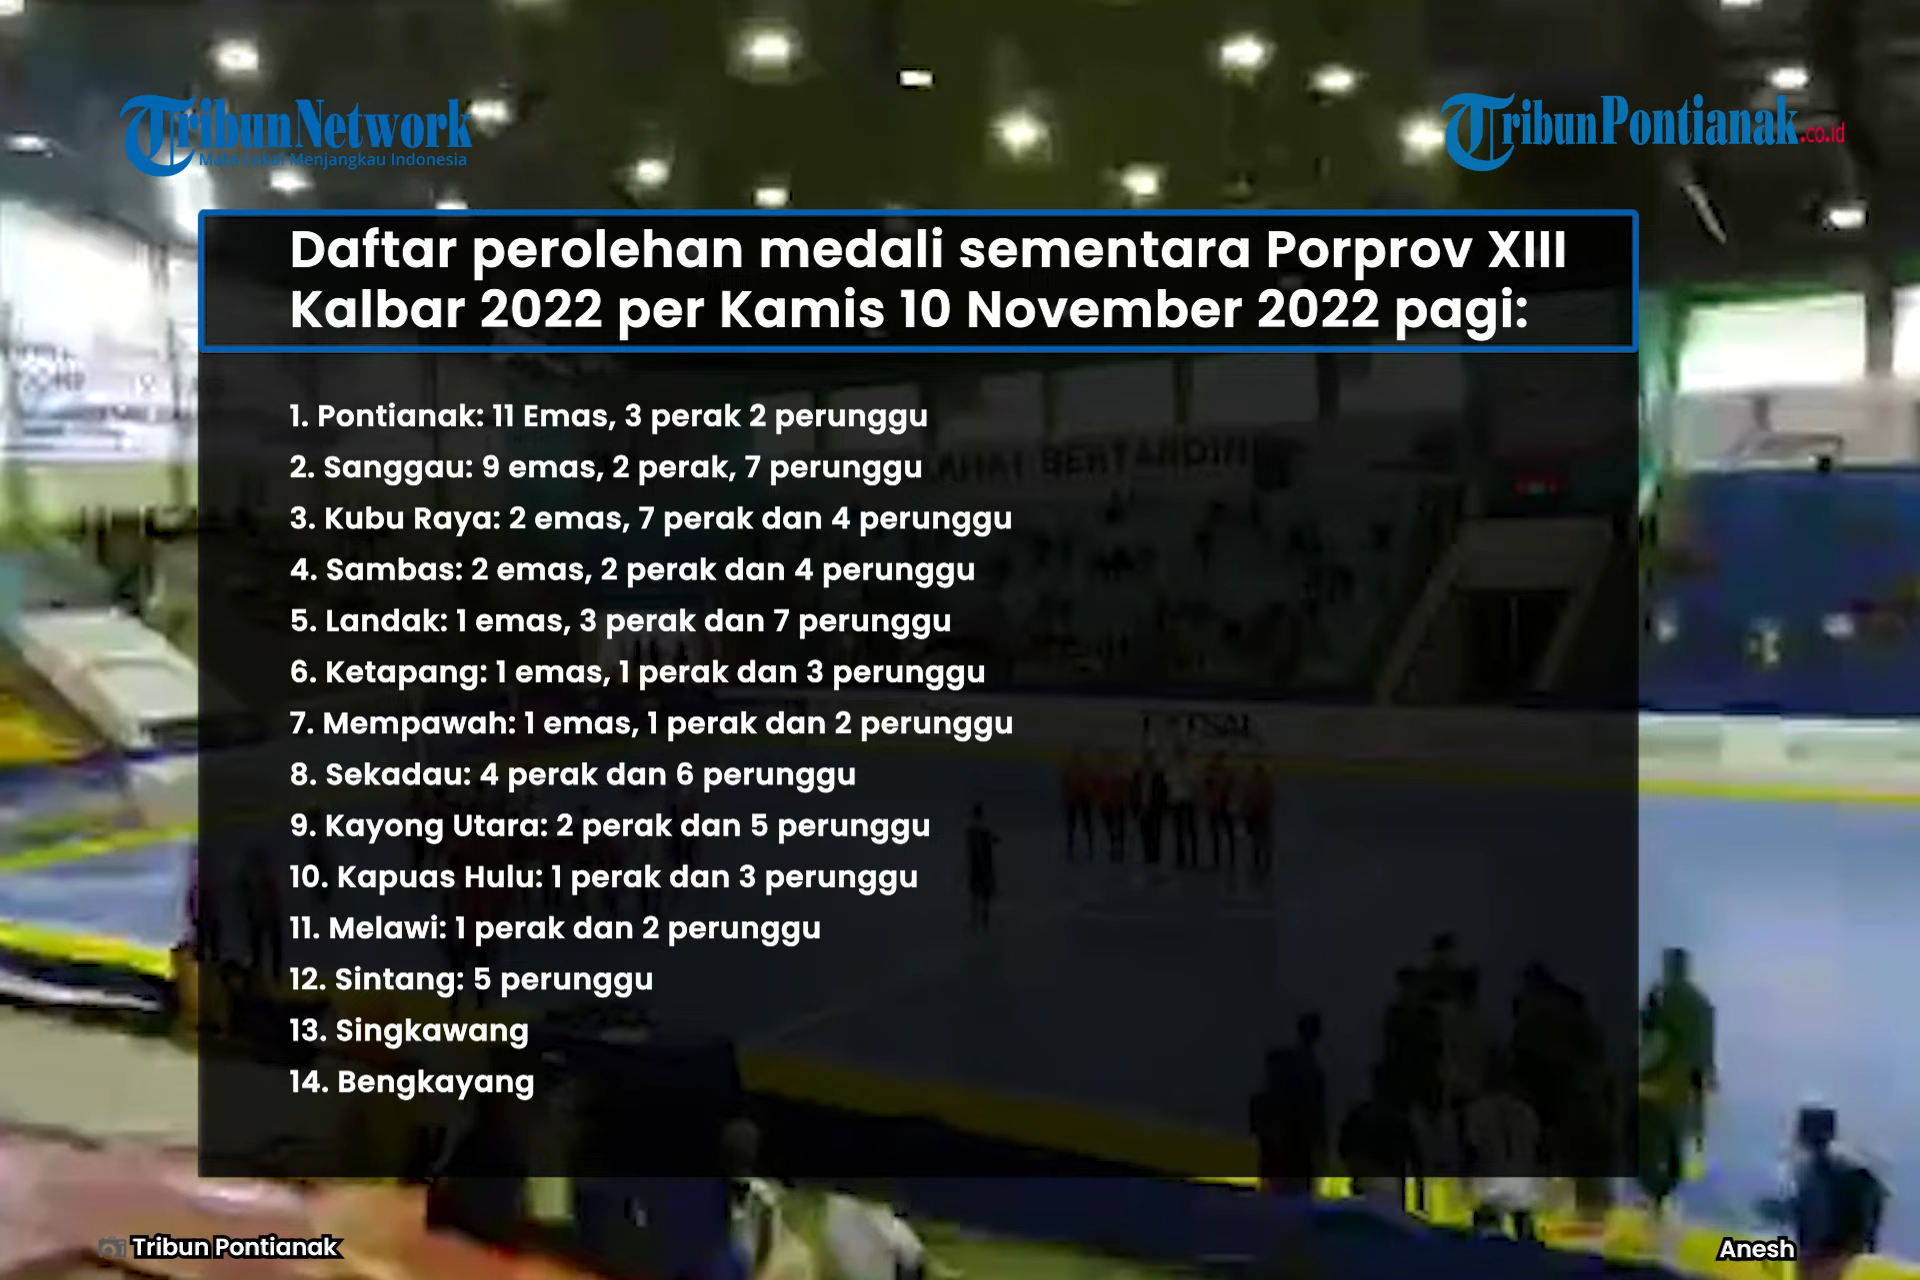 TribunNetwork
TribunPontianak.co.id
Mata Lokal Menjangkau Indonesia
Daftar perolehan medali sementara Porprov XIII
Kalbar 2022 per Kamis 10 November 2022 pagi:
1. Pontianak: 11 Emas, 3 perak 2 perunggu
2. Sanggau: 9 emas, 2 perak, 7 perunggu
3. Kubu Raya: 2 emas, 7 perak dan 4 perunggu
4. Sambas: 2 emas, 2 perak dan 4 perunggu
5. Landak: 1 emas, 3 perak dan 7 perunggu
6. Ketapang: 1 emas, 1 perak dan 3 perunggu
7. Mempawah: 1 emas, 1 perak dan 2 perunggu
8. Sekadau: 4 perak dan 6 perunggu
9. Kayong Utara: 2 perak dan 5 perunggu
10. Kapuas Hulu: 1 perak dan 3 perunggu
11. Melawi: 1 perak dan 2 perunggu
12. Sintang: 5 perunggu
13. Singkawang
14. Bengkayang
Tribun Pontianak
Anesh